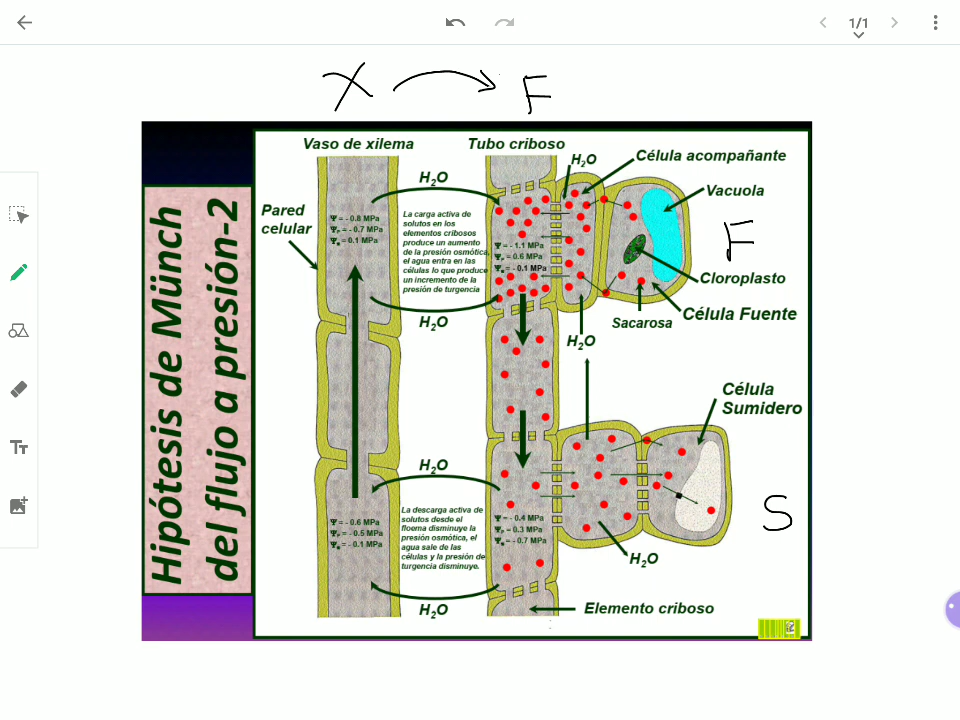 1/1
X F
Hipótesis de Münch
del flujo a presión-2
Vaso de xilema
Tubo criboso
H₂O
H₂O
Célula acompañante
Vacuola
Pared
celular
Ψ = - 0.8 MPa
Ψₚ = - 0.7 MPa
Ψₛ = 0.1 MPa
La carga activa de
solutos en los
elementos cribosos
produce un aumento
de la presión osmótica,
el agua entra en las
células lo que produce
un incremento de la
presión de turgencia
Ψ = - 1.1 MPa
Ψₚ = 0.6 MPa
Ψₛ = - 0.1 MPa
F
Cloroplasto
Célula Fuente
Sacarosa
H₂O
H₂O
Célula
Sumidero
H₂O
La descarga activa de
solutos desde el
floema disminuye la
presión osmótica, el
agua sale de las
células y la presión de
turgencia disminuye.
Ψ = - 0.6 MPa
Ψₚ = - 0.5 MPa
Ψₛ = - 0.1 MPa
Ψ = - 0.4 MPa
Ψₚ = 0.3 MPa
Ψₛ = - 0.7 MPa
S
H₂O
H₂O
Elemento criboso
Tт